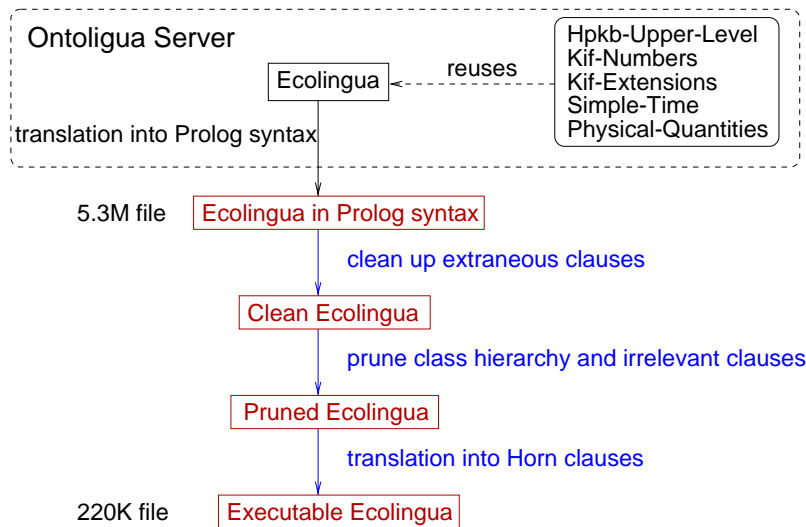 Ontoligua Server
Hpkb-Upper-Level
Kif-Numbers
Kif-Extensions
Simple-Time
Physical-Quantities
reuses
Ecolingua
translation into Prolog syntax
5.3M file
Ecolingua in Prolog syntax
clean up extraneous clauses
Clean Ecolingua
prune class hierarchy and irrelevant clauses
Pruned Ecolingua
translation into Horn clauses
220K file
Executable Ecolingua